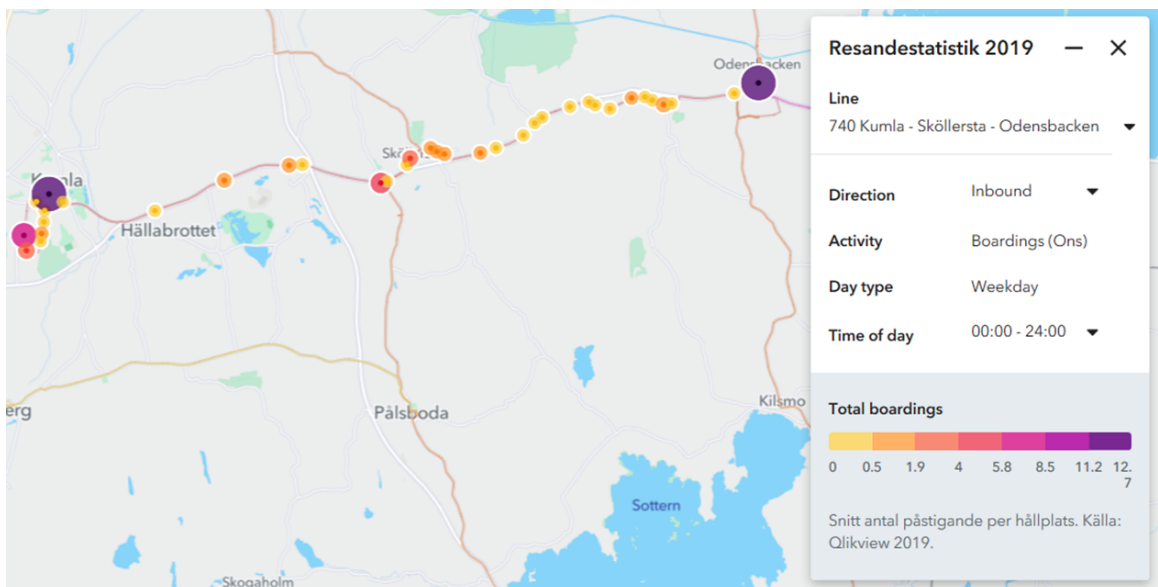 Resandestatistik 2019
Line
740 Kumla - Sköllersta - Odensbacken
Direction
Inbound
Activity
Boardings (Ons)
Day type
Weekday
Time of day
00:00 - 24:00
Total boardings
0 0.5 1.9 4 5.8 8.5 11.2 12.
7
Snitt antal påstigande per hållplats. Källa:
Qlikview 2019.
Odensbacken
Hällabrottet
Pålsboda
Kilsmo
Sottern
Skogaholm
erg